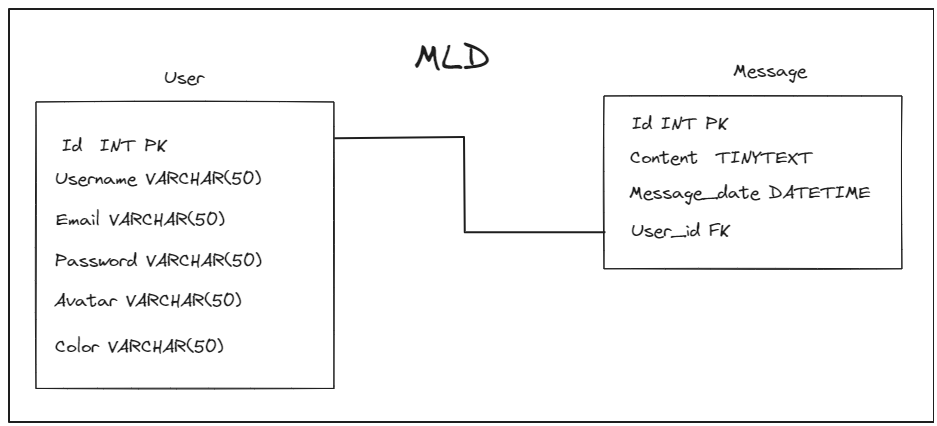 MLD
User
Id INT PK
Username VARCHAR(50)
Email VARCHAR(50)
Password VARCHAR(50)
Avatar VARCHAR(50)
Color VARCHAR(50)
Message
Id INT PK
Content TINYTEXT
Message_date DATETIME
User_id FK